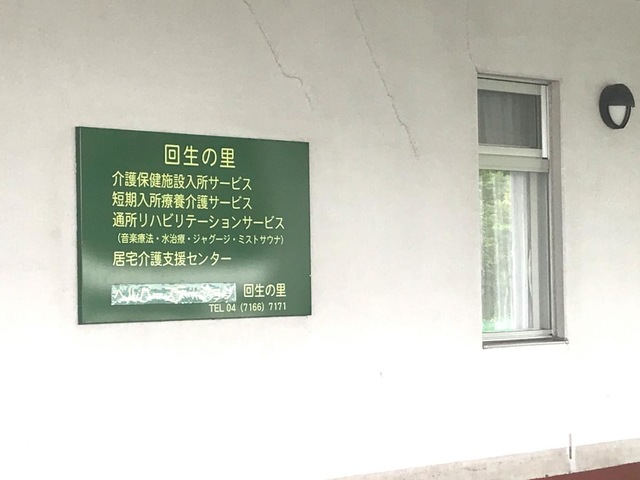 回生の里
介護保健施設入所サービス
短期入所療養介護サービス
通所リハビリテーションサービス
（音楽療法・水治療・ジャグージ・ミストサウナ）
居宅介護支援センター
回生の里
TEL 04 (7166) 7171